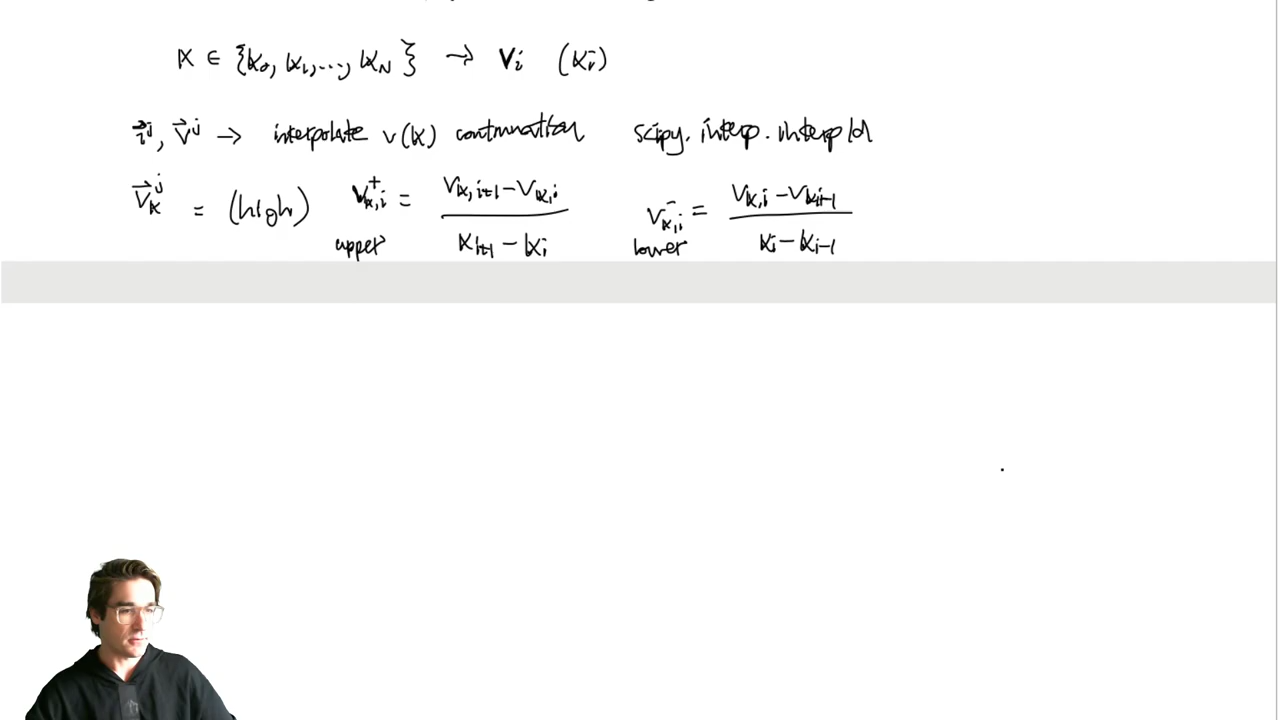 K ∈ {K₀, K₁, ..., K_N} → Vᵢ (Kᵢ)
i⃗ʲ, V⃗ʲ → interpolate v(K) continuation scipy.interp.interp1d
V⃗_Kʲ = (high) V⁺_K,i = (V_K,i+1 - V_K,i) / (K_i+1 - K_i) V⁻_K,i = (V_K,i - V_K,i-1) / (K_i - K_i-1)
upper lower